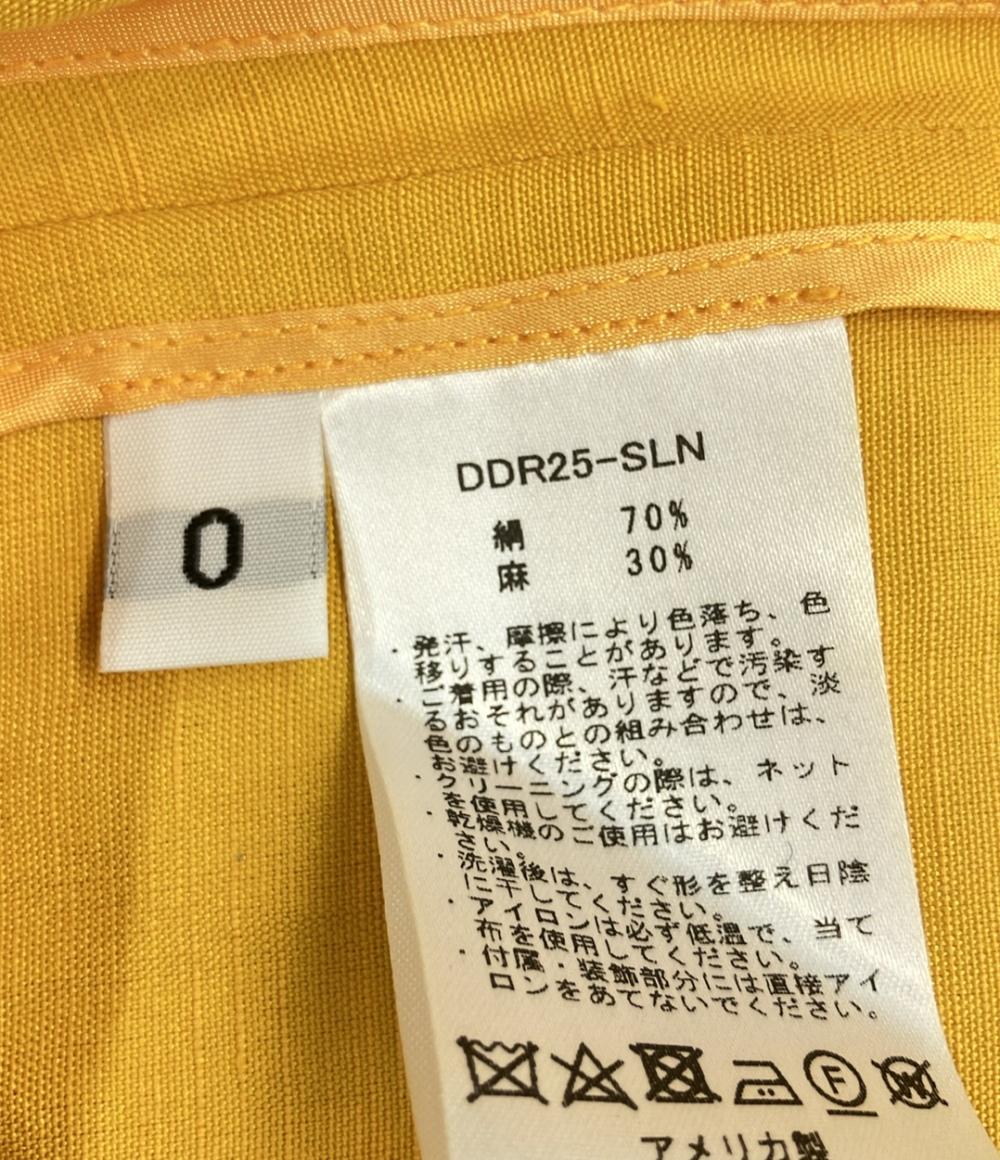 0
DDR25-SLN
絹 70%
麻 30%
・発汗、摩擦により色落ち、色
移りすることがあります。
・ご着用の際、汗などで汚染す
るおそれがありますので、淡
色のものとの組み合わせは、
お避けください。
・クリーニングの際は、ネット
を使用してください。
・乾燥機のご使用はお避けくだ
さい。
・洗濯後は、すぐ形を整え日陰
に干してください。
・アイロンは必ず低温で、当て
布を使用してください。
・付属・装飾部分には直接アイ
ロンをあてないでください。
F W
アメリカ製